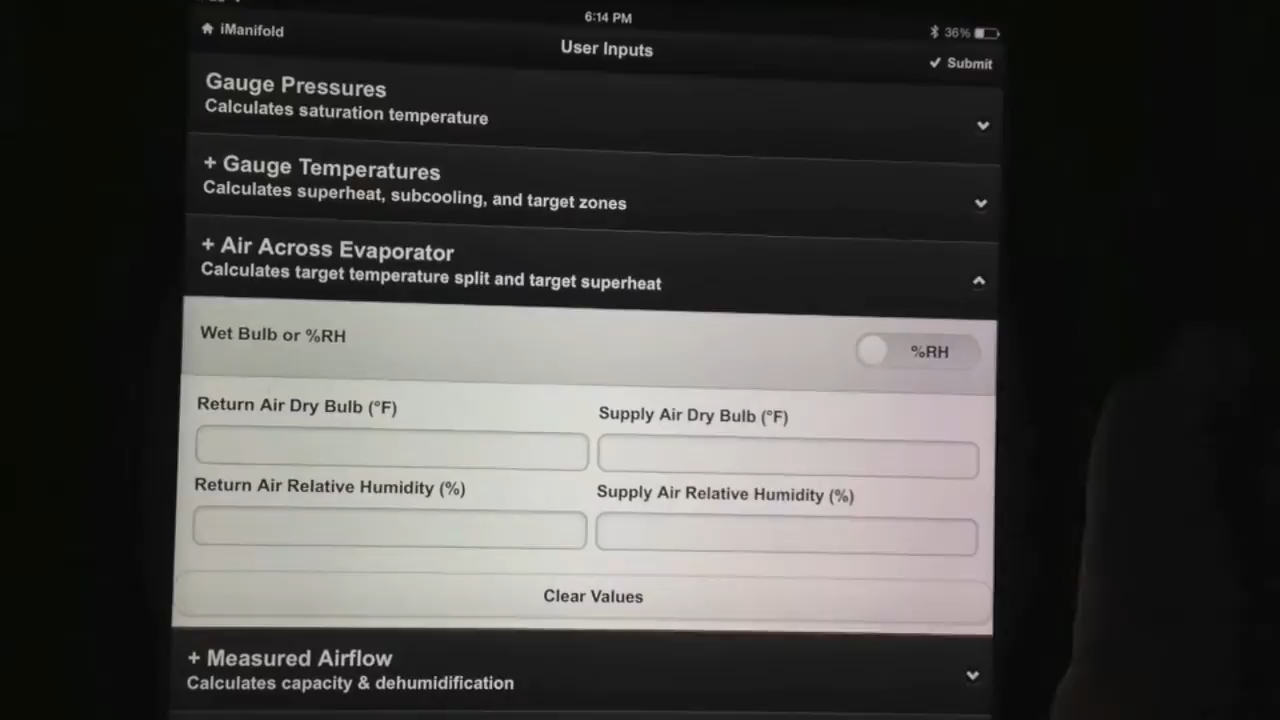 6:14 PM
36%
iManifold
User Inputs
Submit
Gauge Pressures
Calculates saturation temperature
+ Gauge Temperatures
Calculates superheat, subcooling, and target zones
+ Air Across Evaporator
Calculates target temperature split and target superheat
Wet Bulb or %RH
%RH
Return Air Dry Bulb (°F)
Supply Air Dry Bulb (°F)
Return Air Relative Humidity (%)
Supply Air Relative Humidity (%)
Clear Values
+ Measured Airflow
Calculates capacity & dehumidification